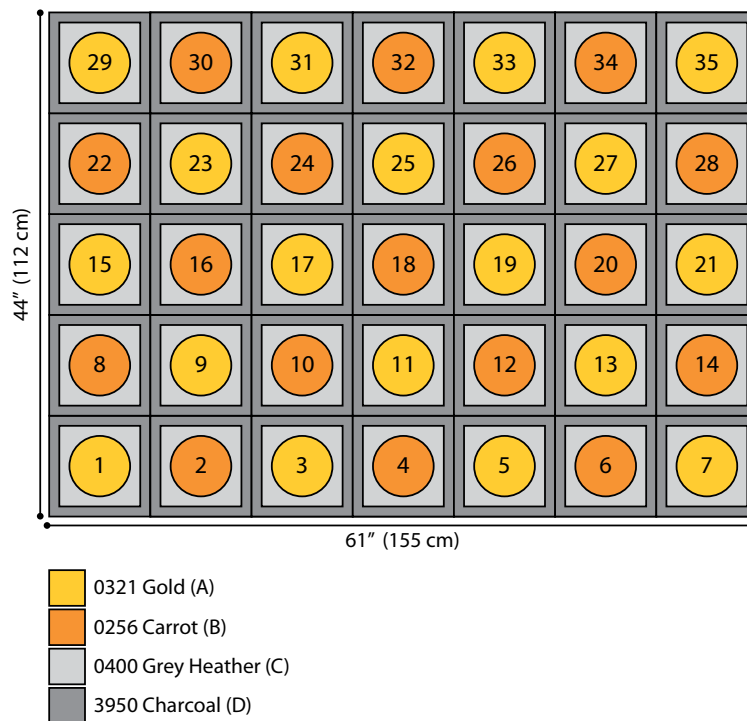 29 30 31 32 33 34 35
22 23 24 25 26 27 28
15 16 17 18 19 20 21
8 9 10 11 12 13 14
1 2 3 4 5 6 7
44” (112 cm)
61” (155 cm)
0321 Gold (A)
0256 Carrot (B)
0400 Grey Heather (C)
3950 Charcoal (D)